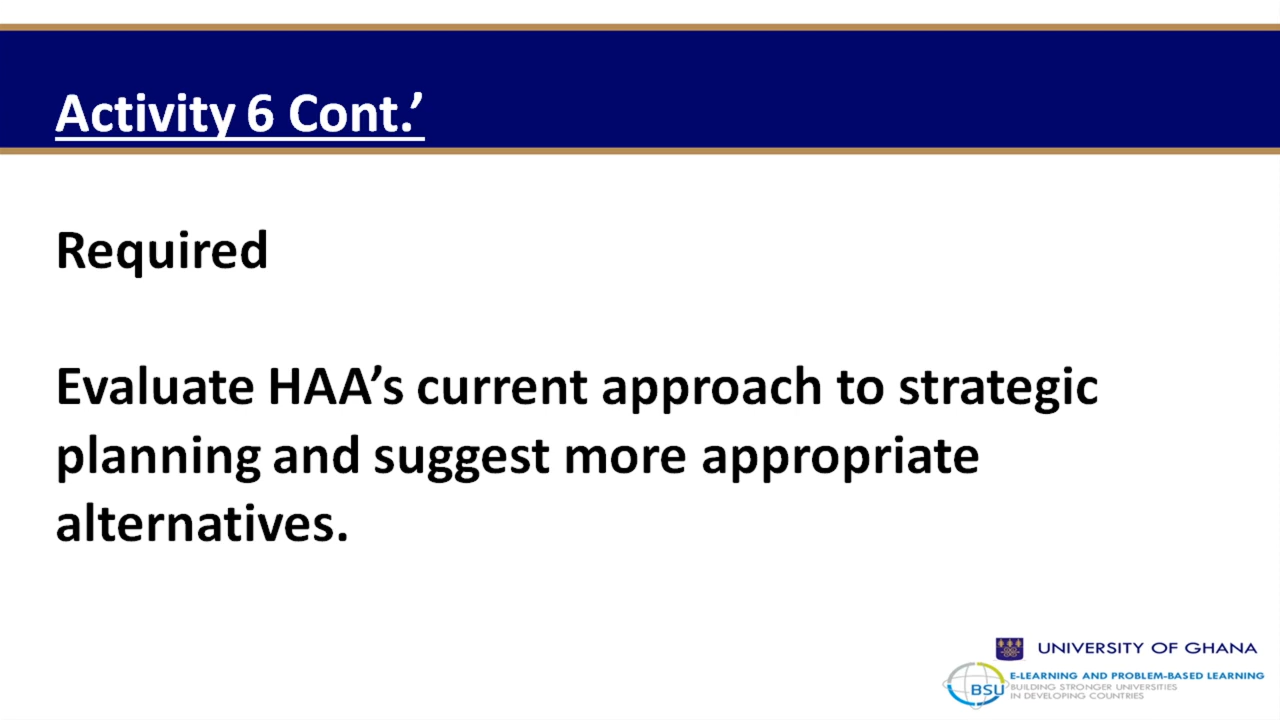 Activity 6 Cont.’
Required
Evaluate HAA’s current approach to strategic
planning and suggest more appropriate
alternatives.
UNIVERSITY OF GHANA
E-LEARNING AND PROBLEM-BASED LEARNING
BSU BUILDING STRONGER UNIVERSITIES
IN DEVELOPING COUNTRIES